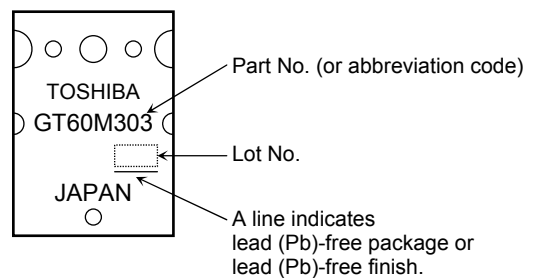 TOSHIBA
GT60M303
JAPAN
Part No. (or abbreviation code)
Lot No.
A line indicates
lead (Pb)-free package or
lead (Pb)-free finish.